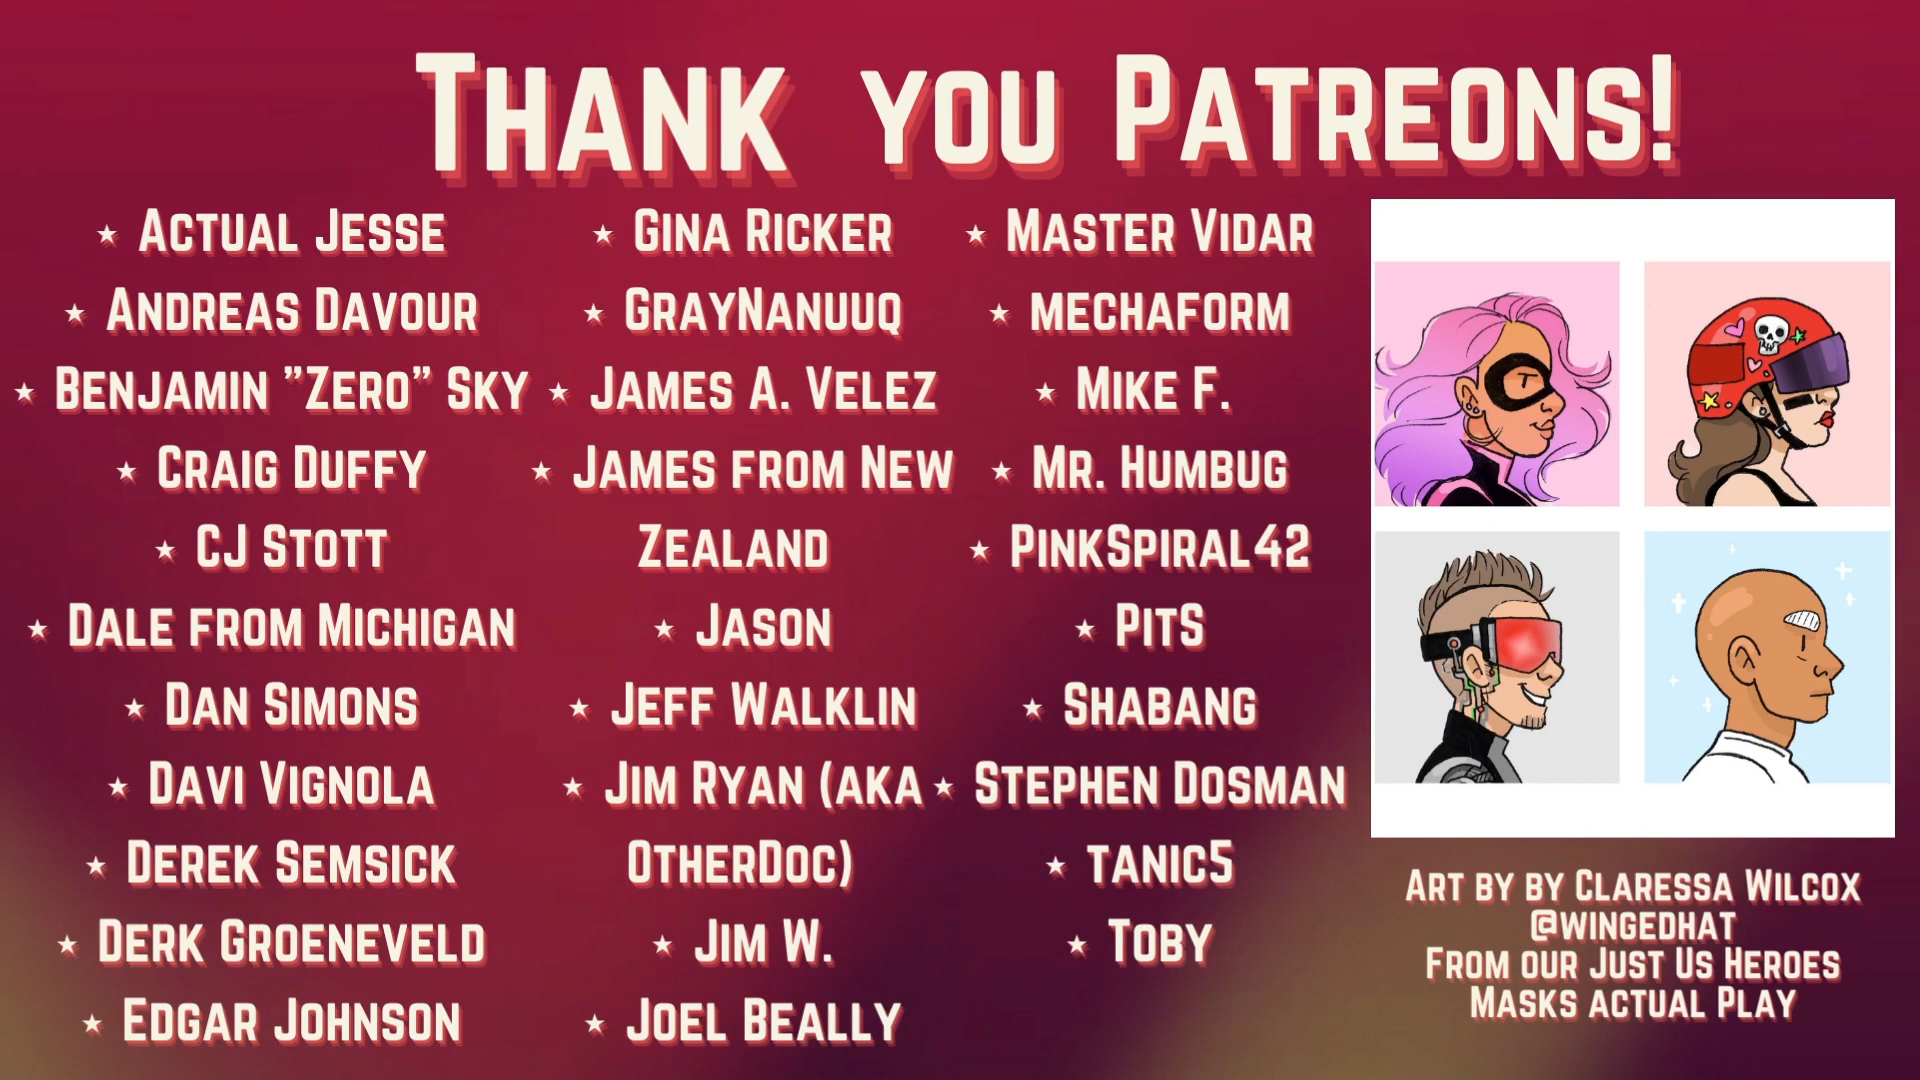 Thank you Patreons!
★ Actual Jesse
★ Andreas Davour
★ Benjamin "Zero" Sky
★ Craig Duffy
★ CJ Stott
★ Dale from Michigan
★ Dan Simons
★ Davi Vignola
★ Derek Semsick
★ Derk Groeneveld
★ Edgar Johnson
★ Gina Ricker
★ GrayNanuuq
★ James A. Velez
★ James from New
Zealand
★ Jason
★ Jeff Walklin
★ Jim Ryan (aka
OtherDoc)
★ Jim W.
★ Joel Beally
★ Master Vidar
★ mechaform
★ Mike F.
★ Mr. Humbug
★ PinkSpiral42
★ PitS
★ Shabang
★ Stephen Dosman
★ tanic5
★ Toby
Art by by Claressa Wilcox
@wingedhat
From our Just Us Heroes
Masks actual Play